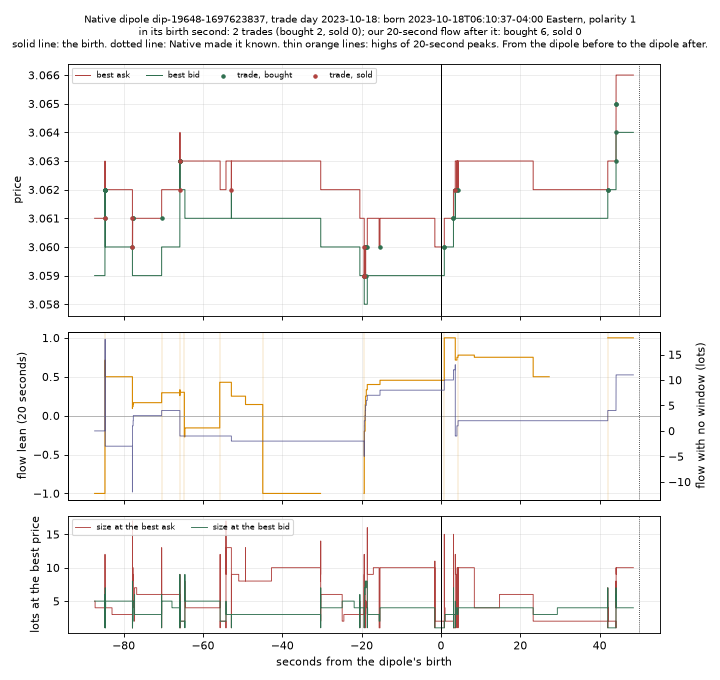 Native dipole dip-19648-1697623837, trade day 2023-10-18: born 2023-10-18T06:10:37-04:00 Eastern, polarity 1
in its birth second: 2 trades (bought 2, sold 0); our 20-second flow after it: bought 6, sold 0
solid line: the birth. dotted line: Native made it known. thin orange lines: highs of 20-second peaks. From the dipole before to the dipole after.
best ask
best bid
trade, bought
trade, sold
3.066
3.065
3.064
3.063
3.062
3.061
3.060
3.059
3.058
price
1.0
0.5
0.0
−0.5
−1.0
flow lean (20 seconds)
15
10
5
0
−5
−10
flow with no window (lots)
size at the best ask
size at the best bid
15
10
5
lots at the best price
−80
−60
−40
−20
0
20
40
seconds from the dipole's birth